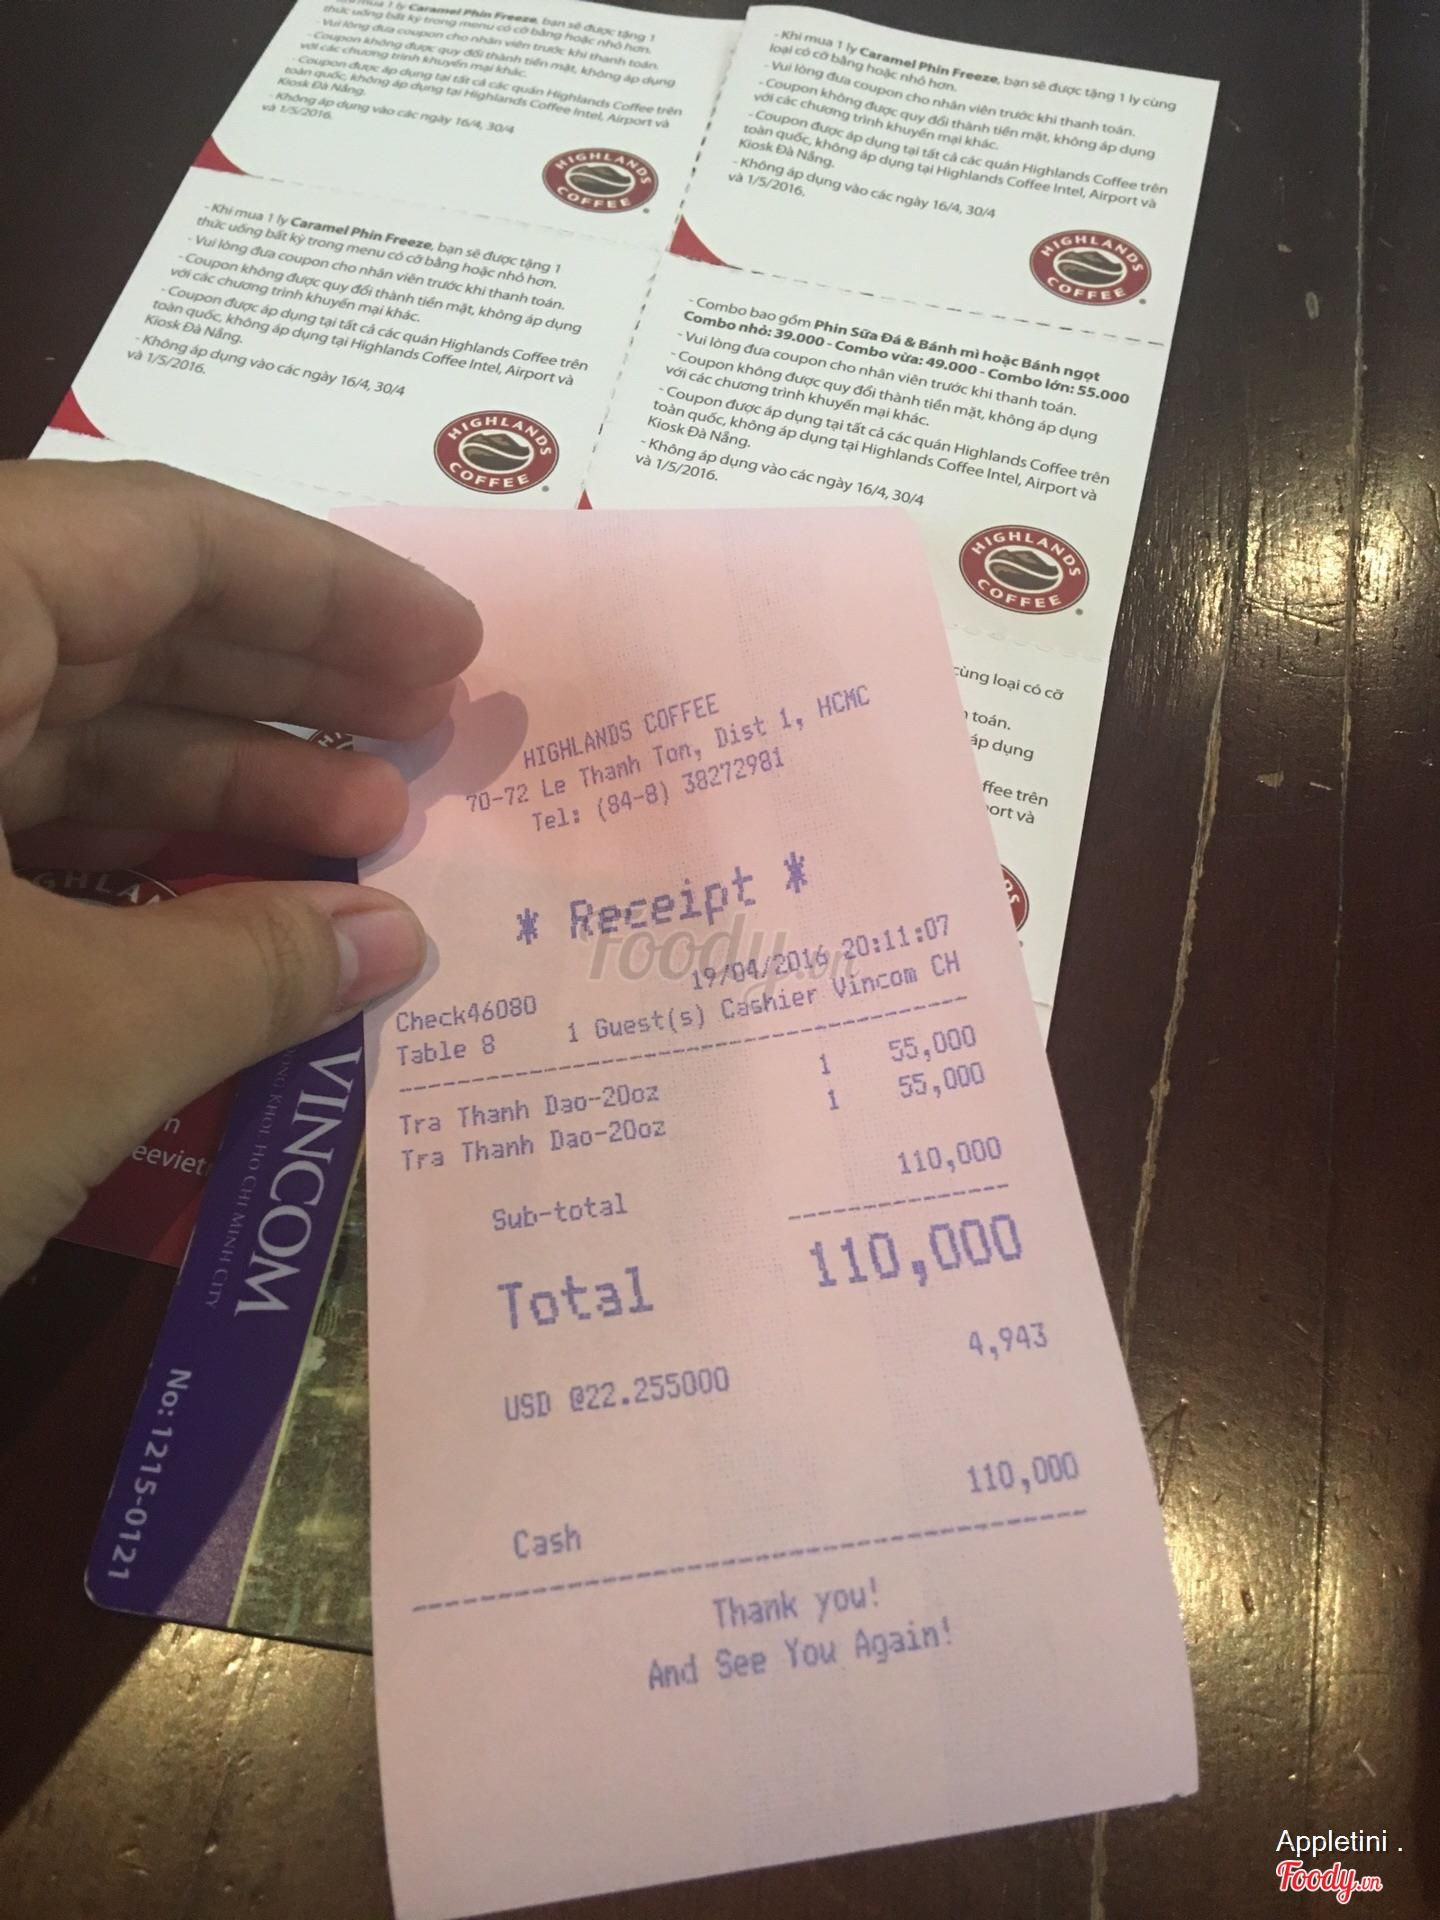 thức uống bất kỳ trong menu có cỡ bằng hoặc nhỏ hơn.
- Vui lòng đưa coupon cho nhân viên trước khi thanh toán.
- Coupon không được quy đổi thành tiền mặt, không áp dụng
với các chương trình khuyến mại khác.
- Coupon được áp dụng tại tất cả các quán Highlands Coffee trên
toàn quốc, không áp dụng tại Highlands Coffee Intel, Airport và
Kiosk Đà Nẵng.
- Không áp dụng vào các ngày 16/4, 30/4
và 1/5/2016.
HIGHLANDS
COFFEE
- Khi mua 1 ly Caramel Phin Freeze, bạn sẽ được tặng 1 ly cùng
loại có cỡ bằng hoặc nhỏ hơn.
- Vui lòng đưa coupon cho nhân viên trước khi thanh toán.
- Coupon không được quy đổi thành tiền mặt, không áp dụng
với các chương trình khuyến mại khác.
- Coupon được áp dụng tại tất cả các quán Highlands Coffee trên
toàn quốc, không áp dụng tại Highlands Coffee Intel, Airport và
Kiosk Đà Nẵng.
- Không áp dụng vào các ngày 16/4, 30/4
và 1/5/2016.
HIGHLANDS
COFFEE
- Khi mua 1 ly Caramel Phin Freeze, bạn sẽ được tặng 1
thức uống bất kỳ trong menu có cỡ bằng hoặc nhỏ hơn.
- Vui lòng đưa coupon cho nhân viên trước khi thanh toán.
- Coupon không được quy đổi thành tiền mặt, không áp dụng
với các chương trình khuyến mại khác.
- Coupon được áp dụng tại tất cả các quán Highlands Coffee trên
toàn quốc, không áp dụng tại Highlands Coffee Intel, Airport và
Kiosk Đà Nẵng.
- Không áp dụng vào các ngày 16/4, 30/4
và 1/5/2016.
HIGHLANDS
COFFEE
- Combo bao gồm Phin Sữa Đá & Bánh mì hoặc Bánh ngọt
Combo nhỏ: 39.000 - Combo vừa: 49.000 - Combo lớn: 55.000
- Vui lòng đưa coupon cho nhân viên trước khi thanh toán.
- Coupon không được quy đổi thành tiền mặt, không áp dụng
với các chương trình khuyến mại khác.
- Coupon được áp dụng tại tất cả các quán Highlands Coffee trên
toàn quốc, không áp dụng tại Highlands Coffee Intel, Airport và
Kiosk Đà Nẵng.
- Không áp dụng vào các ngày 16/4, 30/4
và 1/5/2016.
HIGHLANDS
COFFEE
cùng loại có cỡ
toán.
áp dụng
ffee trên
ort và
HIGHLANDS COFFEE
70-72 Le Thanh Ton, Dist 1, HCMC
Tel: (84-8) 38272981
* Receipt *
Foody.vn
19/04/2016 20:11:07
Check46080
Table 8 1 Guest(s) Cashier Vincom CH
Tra Thanh Dao-20oz 1 55,000
Tra Thanh Dao-20oz 1 55,000
Sub-total 110,000
Total 110,000
USD @22.255000 4,943
Cash 110,000
Thank you!
And See You Again!
VINCOM
HO CHI MINH CITY
No: 1215-0121
eeviet
Appletini .
Foody.vn